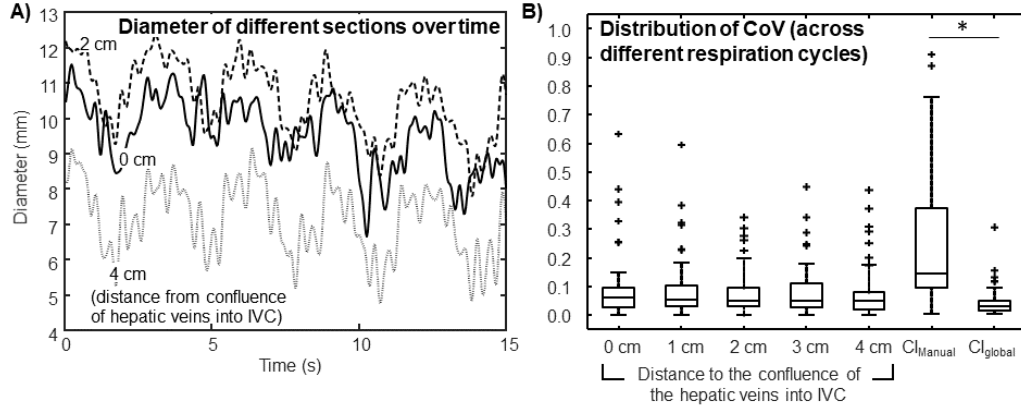 A)
Diameter of different sections over time
12
11
10
9
8
7
6
5
4
Diameter (mm)
2 cm
0 cm
4 cm
(distance from confluence
of hepatic veins into IVC)
0
5
10
15
Time (s)
B)
Distribution of CoV (across
different respiration cycles)
*
1.0
0.9
0.8
0.7
0.6
0.5
0.4
0.3
0.2
0.1
0.0
0 cm
1 cm
2 cm
3 cm
4 cm
CI Manual
CI global
Distance to the confluence of
the hepatic veins into IVC